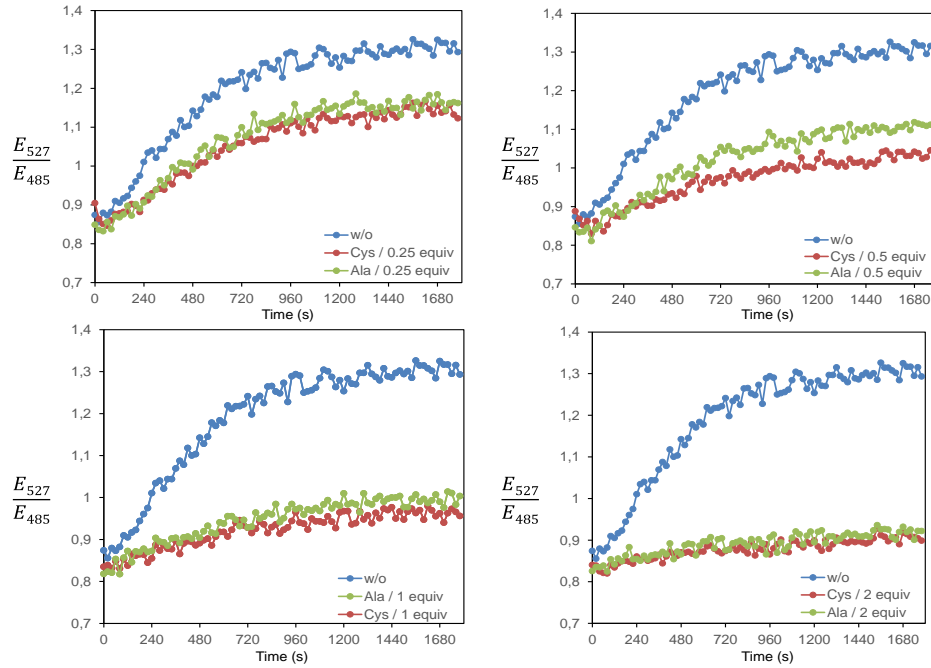 1,4
1,3
1,2
1,1
1
0,9
0,8
0,7
E527
E485
w/o
Cys / 0.25 equiv
Ala / 0.25 equiv
0 240 480 720 960 1200 1440 1680
Time (s)
1,4
1,3
1,2
1,1
1
0,9
0,8
0,7
E527
E485
w/o
Cys / 0.5 equiv
Ala / 0.5 equiv
0 240 480 720 960 1200 1440 1680
Time (s)
1,4
1,3
1,2
1,1
1
0,9
0,8
0,7
E527
E485
w/o
Ala / 1 equiv
Cys / 1 equiv
0 240 480 720 960 1200 1440 1680
Time (s)
1,4
1,3
1,2
1,1
1
0,9
0,8
0,7
E527
E485
w/o
Cys / 2 equiv
Ala / 2 equiv
0 240 480 720 960 1200 1440 1680
Time (s)